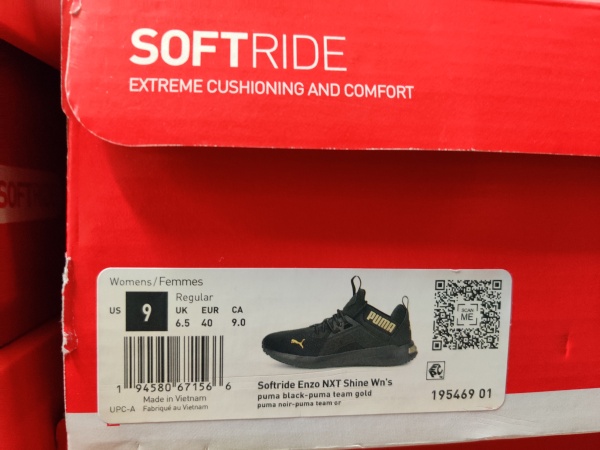 SOFTRIDE
EXTREME CUSHIONING AND COMFORT
SOFT
Womens/Femmes
Regular
US 9 UK EUR CA
6.5 40 9.0
PUMA
SCAN ME
1 94580 67156 6
Made in Vietnam
UPC-A Fabriqué au Vietnam
Softride Enzo NXT Shine Wn's
puma black-puma team gold
puma noir-puma team or
195469 01